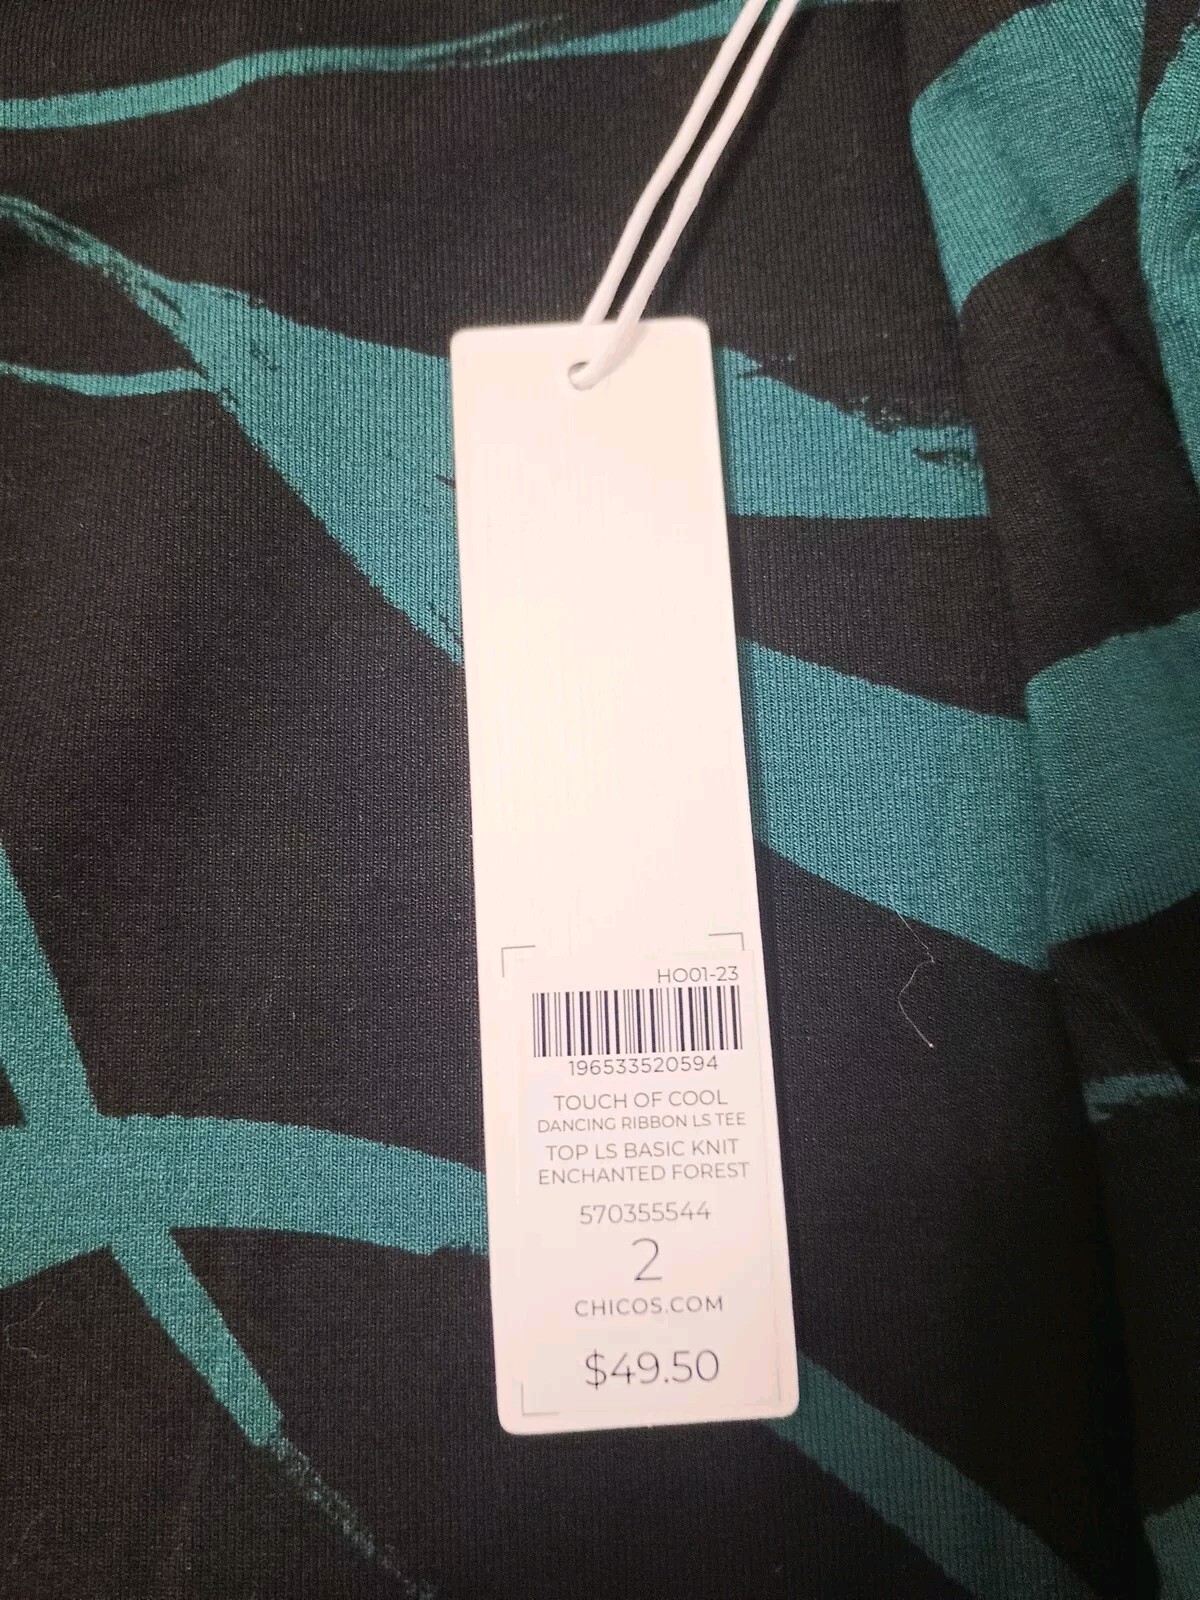 HO01-23
196533520594
TOUCH OF COOL
DANCING RIBBON LS TEE
TOP LS BASIC KNIT
ENCHANTED FOREST
570355544
2
CHICOS.COM
$49.50